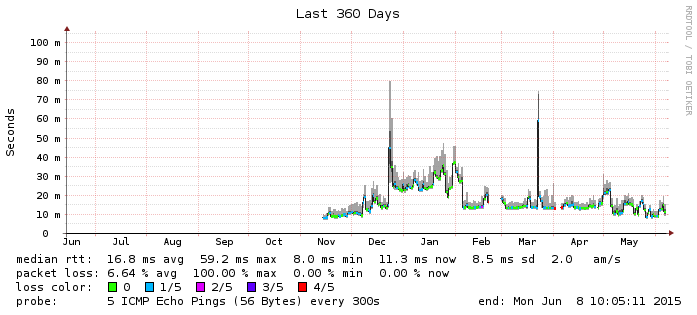 Last 360 Days
RRDTOOL / TOBI OETIKER
Seconds
100 m
90 m
80 m
70 m
60 m
50 m
40 m
30 m
20 m
10 m
0
Jun Jul Aug Sep Oct Nov Dec Jan Feb Mar Apr May
median rtt: 16.8 ms avg 59.2 ms max 8.0 ms min 11.3 ms now 8.5 ms sd 2.0 am/s
packet loss: 6.64 % avg 100.00 % max 0.00 % min 0.00 % now
loss color: 0 1/5 2/5 3/5 4/5
probe: 5 ICMP Echo Pings (56 Bytes) every 300s end: Mon Jun 8 10:05:11 2015